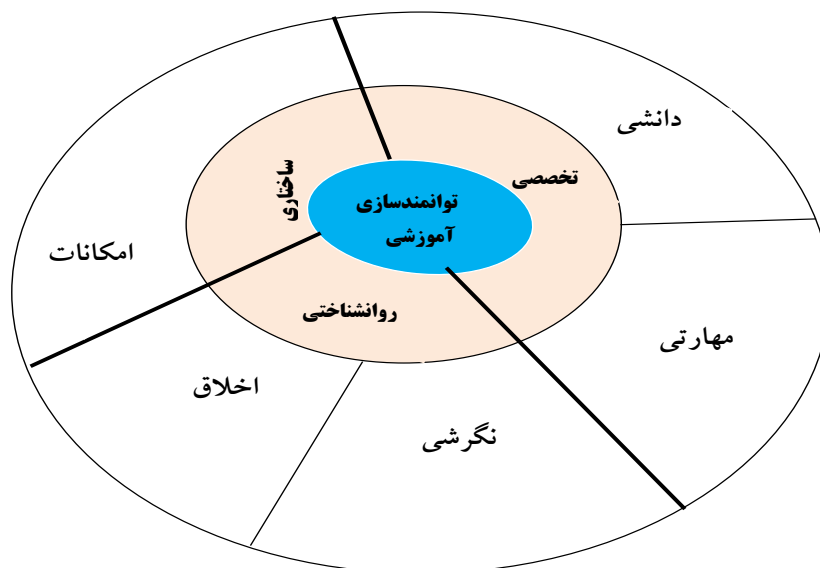 دانشی
امکانات
ساختاری
تخصصی
توانمندسازی
آموزشی
روانشناختی
مهارتی
اخلاق
نگرشی